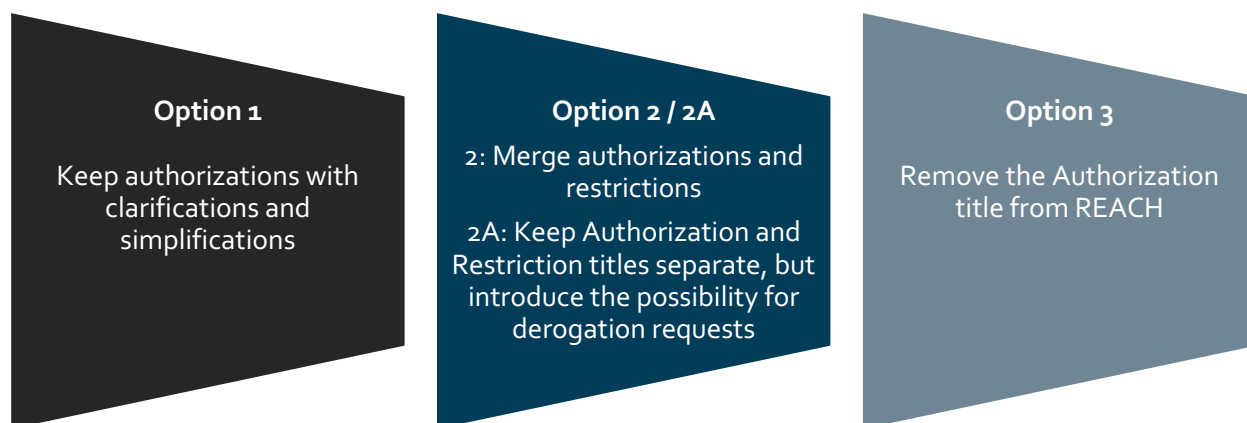 Option 1
Keep authorizations with
clarifications and
simplifications
Option 2 / 2A
2: Merge authorizations and
restrictions
2A: Keep Authorization and
Restriction titles separate, but
introduce the possibility for
derogation requests
Option 3
Remove the Authorization
title from REACH